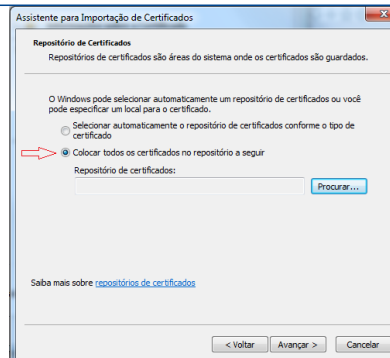 Assistente para Importação de Certificados
Repositório de Certificados
Repositórios de certificados são áreas do sistema onde os certificados são guardados.
O Windows pode selecionar automaticamente um repositório de certificados ou você
pode especificar um local para o certificado.
Selecionar automaticamente o repositório de certificados conforme o tipo de
certificado
Colocar todos os certificados no repositório a seguir
Repositório de certificados:
Procurar...
Saiba mais sobre repositórios de certificados
< Voltar
Avançar >
Cancelar